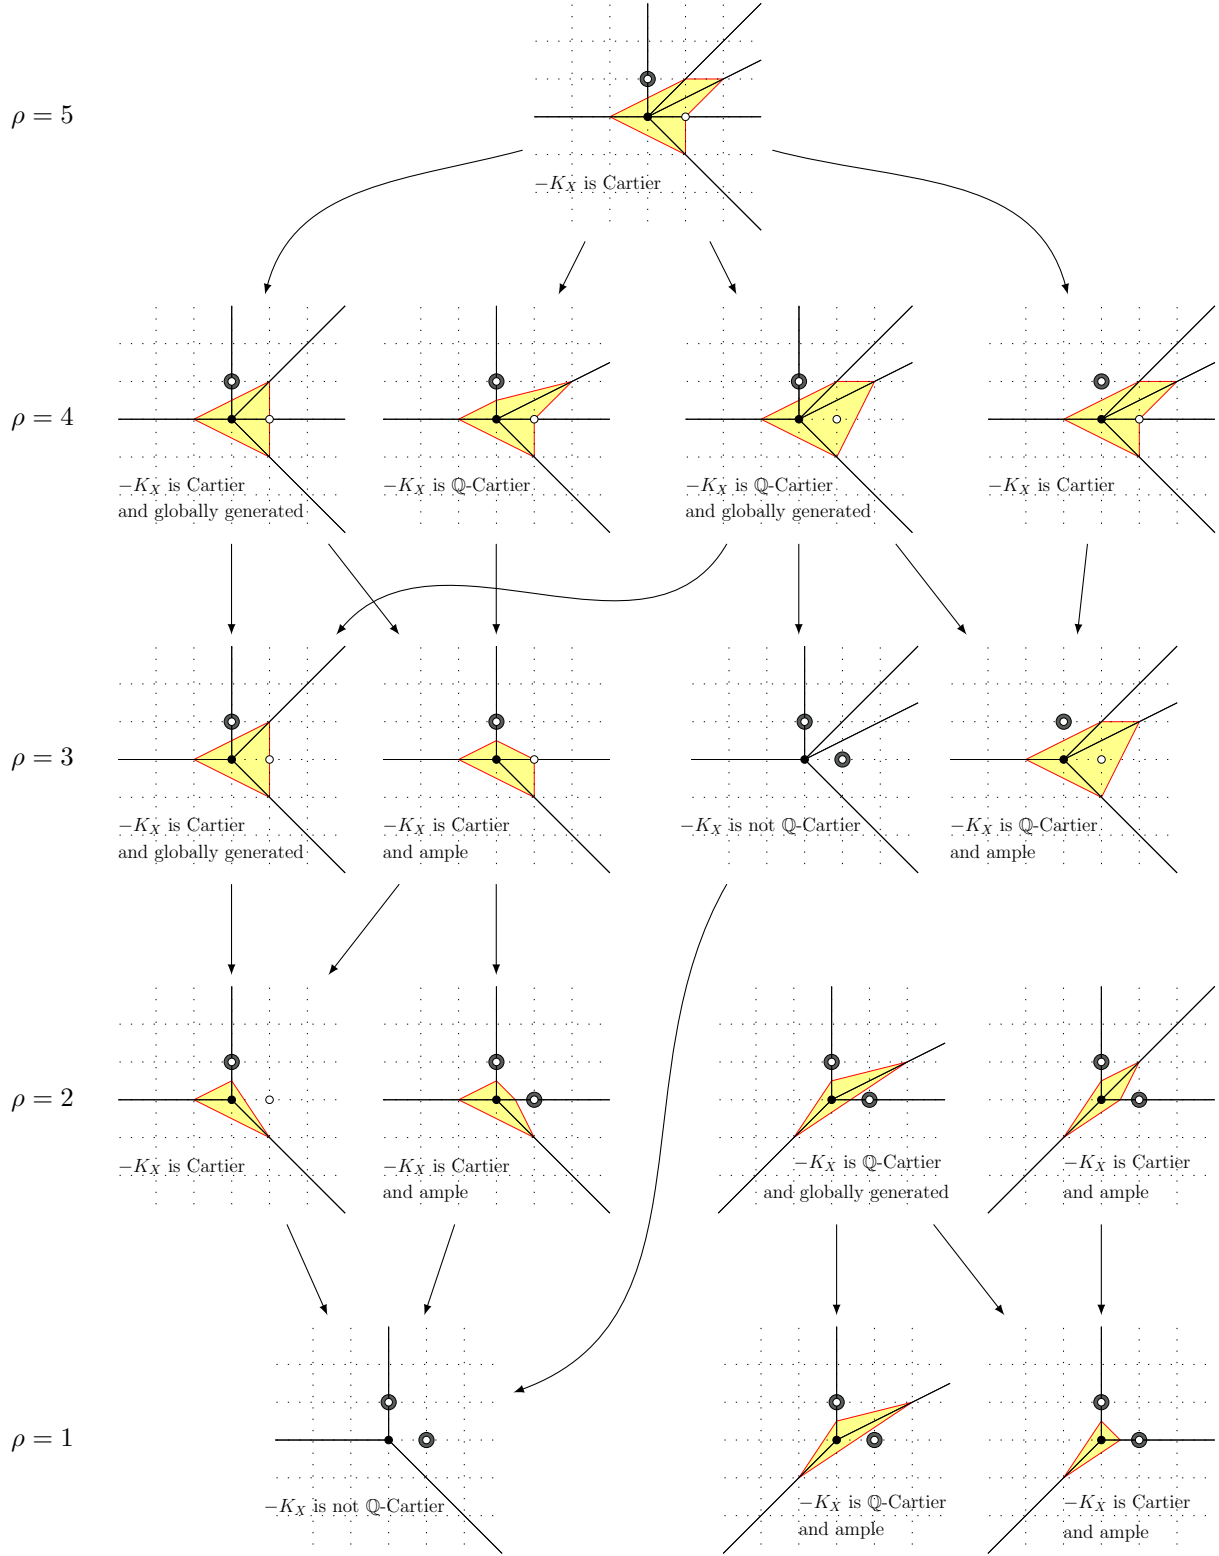 ρ = 5
−K_X is Cartier
ρ = 4
−K_X is Cartier
and globally generated
−K_X is ℚ-Cartier
−K_X is ℚ-Cartier
and globally generated
−K_X is Cartier
ρ = 3
−K_X is Cartier
and globally generated
−K_X is Cartier
and ample
−K_X is not ℚ-Cartier
−K_X is ℚ-Cartier
and ample
ρ = 2
−K_X is Cartier
−K_X is Cartier
and ample
−K_X is ℚ-Cartier
and globally generated
−K_X is Cartier
and ample
ρ = 1
−K_X is not ℚ-Cartier
−K_X is ℚ-Cartier
and ample
−K_X is Cartier
and ample